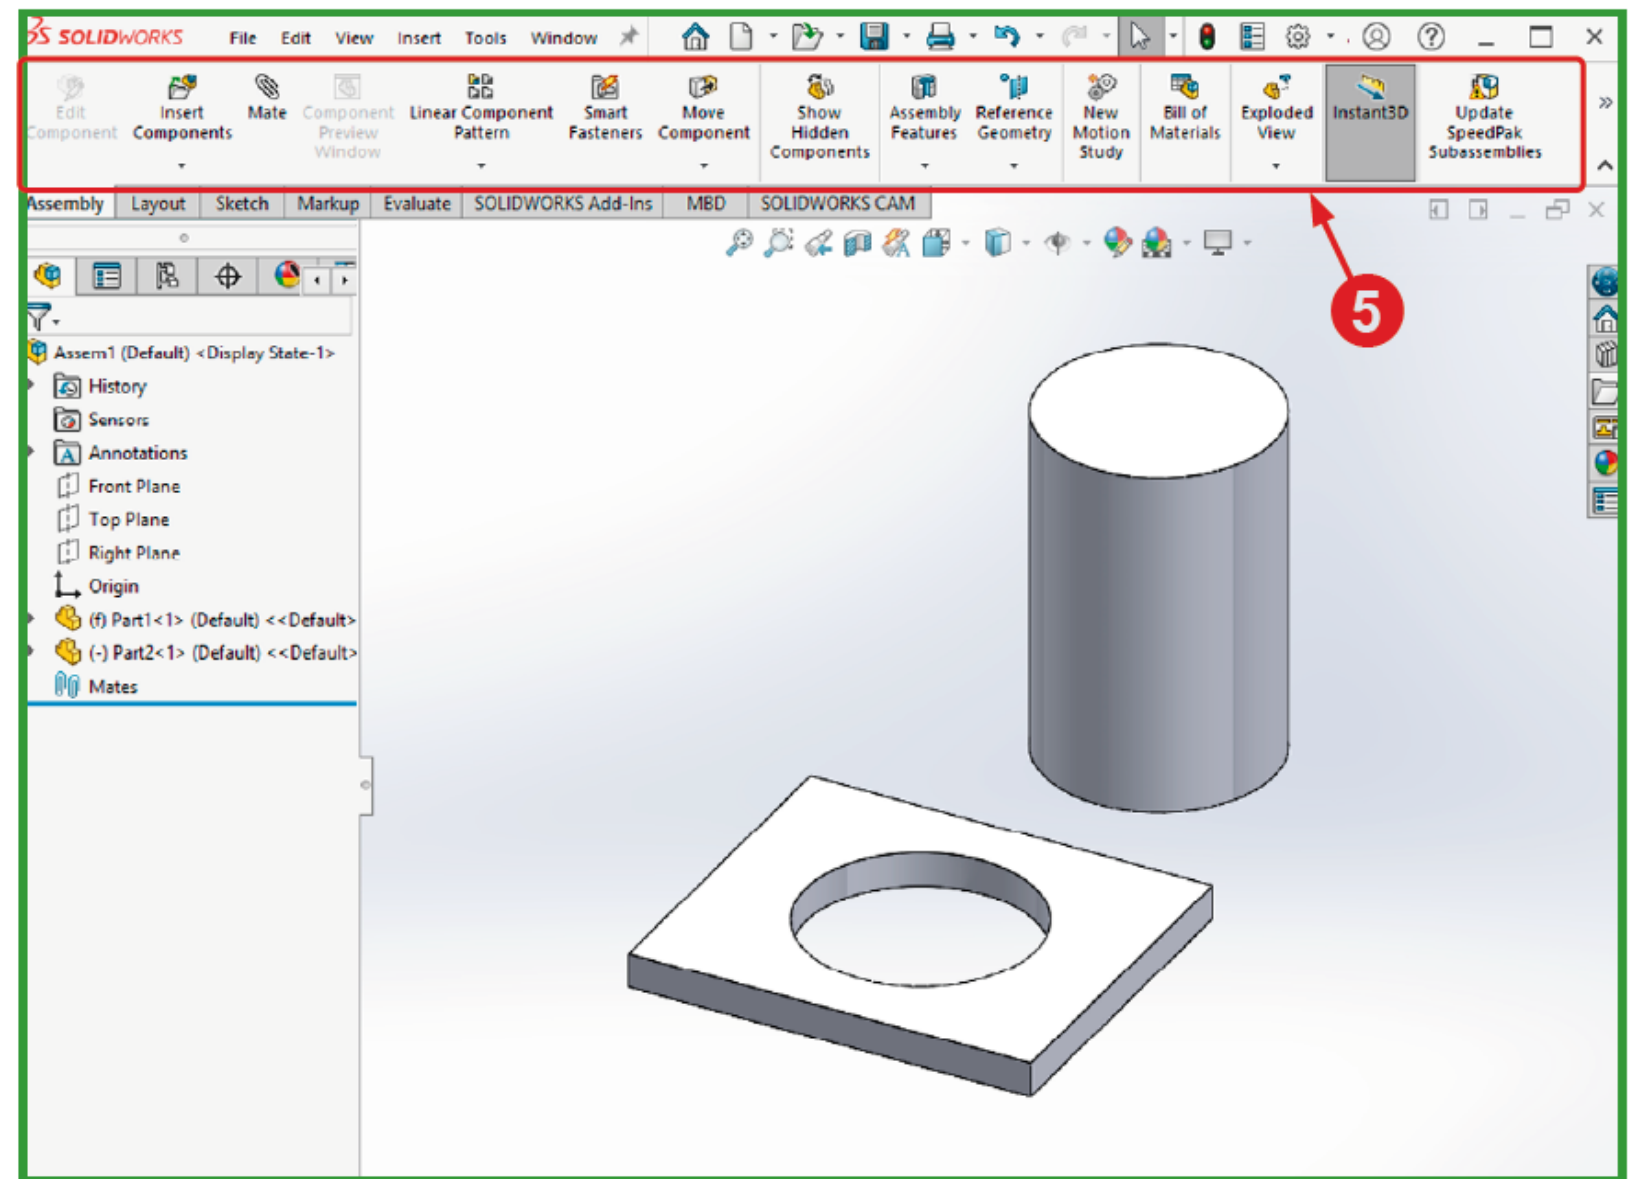 SOLIDWORKS File Edit View Insert Tools Window
Edit Component
Insert Components
Mate
Component Preview Window
Linear Component Pattern
Smart Fasteners
Move Component
Show Hidden Components
Assembly Features
Reference Geometry
New Motion Study
Bill of Materials
Exploded View
Instant3D
Update SpeedPak Subassemblies
Assembly Layout Sketch Markup Evaluate SOLIDWORKS Add-Ins MBD SOLIDWORKS CAM
5
Assem1 (Default) <Display State-1>
History
Sensors
Annotations
Front Plane
Top Plane
Right Plane
Origin
(f) Part1<1> (Default) <<Default>
(-) Part2<1> (Default) <<Default>
Mates